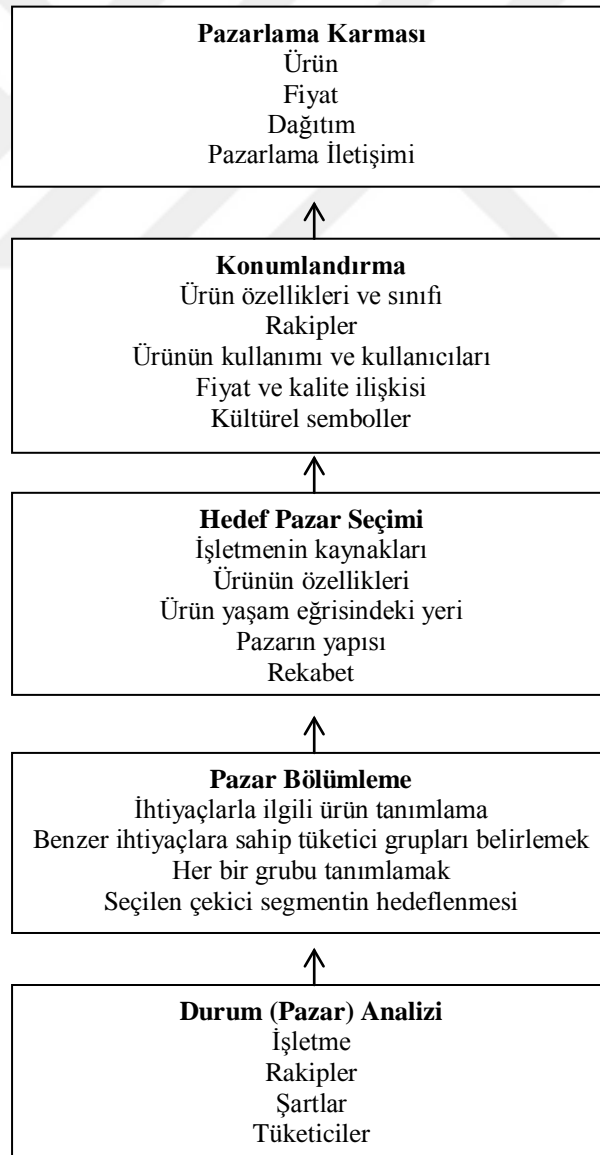 Pazarlama Karması
Ürün
Fiyat
Dağıtım
Pazarlama İletişimi
Konumlandırma
Ürün özellikleri ve sınıfı
Rakipler
Ürünün kullanımı ve kullanıcıları
Fiyat ve kalite ilişkisi
Kültürel semboller
Hedef Pazar Seçimi
İşletmenin kaynakları
Ürünün özellikleri
Ürün yaşam eğrisindeki yeri
Pazarın yapısı
Rekabet
Pazar Bölümleme
İhtiyaçlarla ilgili ürün tanımlama
Benzer ihtiyaçlara sahip tüketici grupları belirlemek
Her bir grubu tanımlamak
Seçilen çekici segmentin hedeflenmesi
Durum (Pazar) Analizi
İşletme
Rakipler
Şartlar
Tüketiciler